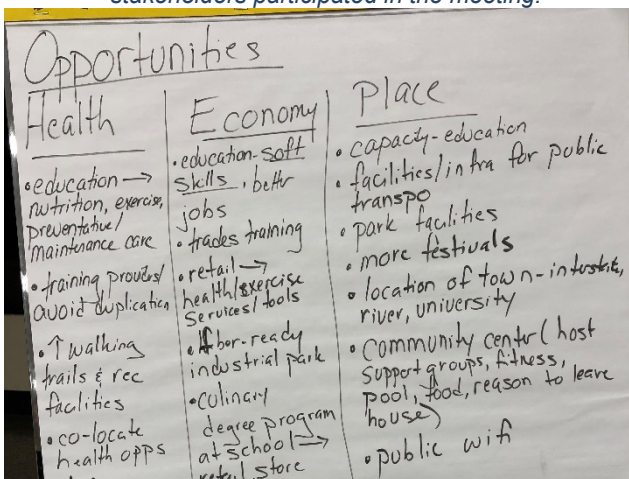 stakeholders participated in the meeting.
Opportunities
Health
• education →
nutrition, exercise,
preventative/
maintenance care
• training
avoid duplication
• ↑ walking
trails & rec
facilities
• co-locate
health opps
Economy
• education - soft
skills, better
jobs
• trades training
• retail →
health/exercise
services/tools
• fiber-ready
industrial park
• culinary
degree program
at school →
retail store
Place
• capacity - education
• facilities/infra for public
transpo
• park facilities
• more festivals
• location of town - interstate,
river, university
• community center (host
support groups, fitness,
pool, food, reason to leave
house)
• public wifi